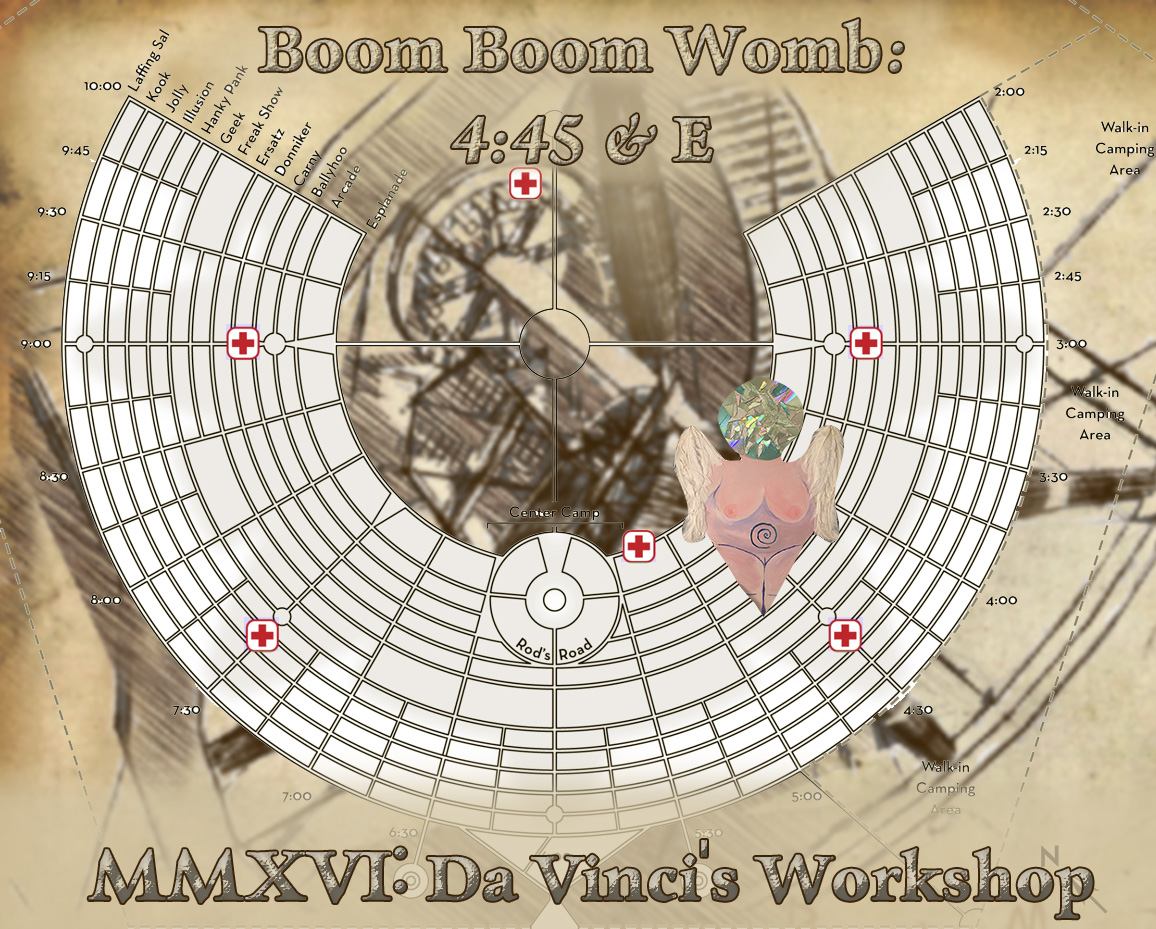 Boom Boom Womb:
4:45 & E
Laffing Sal
Kook
Jolly
Illusion
Hanky Pank
Geek
Freak Show
Ersatz
Donniker
Carny
Ballyhoo
Arcade
Esplanade
10:00
9:45
9:30
9:15
9:00
8:30
8:00
7:30
7:00
6:30
2:00
2:15
2:30
2:45
3:00
3:30
4:00
4:30
5:00
5:30
Walk-in
Camping
Area
Walk-in
Camping
Area
Walk-in
Camping
Area
Center Camp
Rod's Road
N
MMXVI: Da Vinci's Workshop